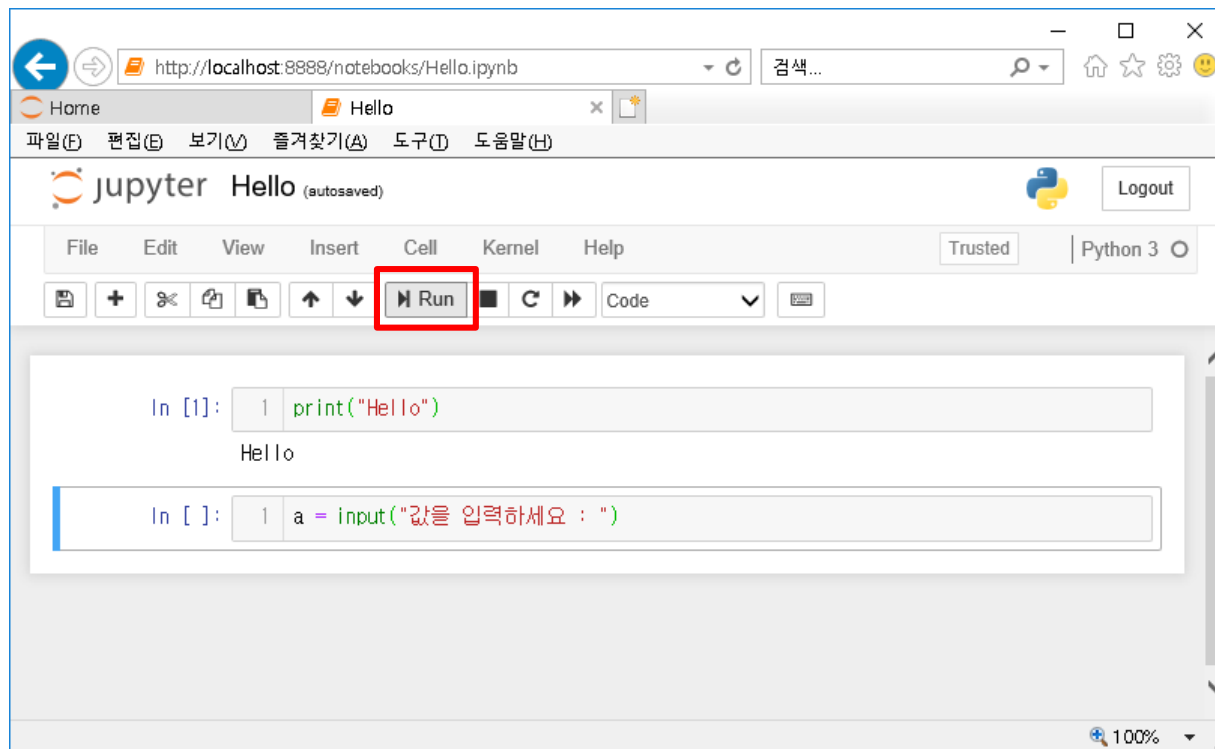 http://localhost:8888/notebooks/Hello.ipynb 검색...
Home Hello
파일(F) 편집(E) 보기(V) 즐겨찾기(A) 도구(T) 도움말(H)
jupyter Hello (autosaved) Logout
File Edit View Insert Cell Kernel Help Trusted Python 3
Run Code
In [1]: 1 print("Hello")
Hello
In [ ]: 1 a = input("값을 입력하세요 : ")
100%